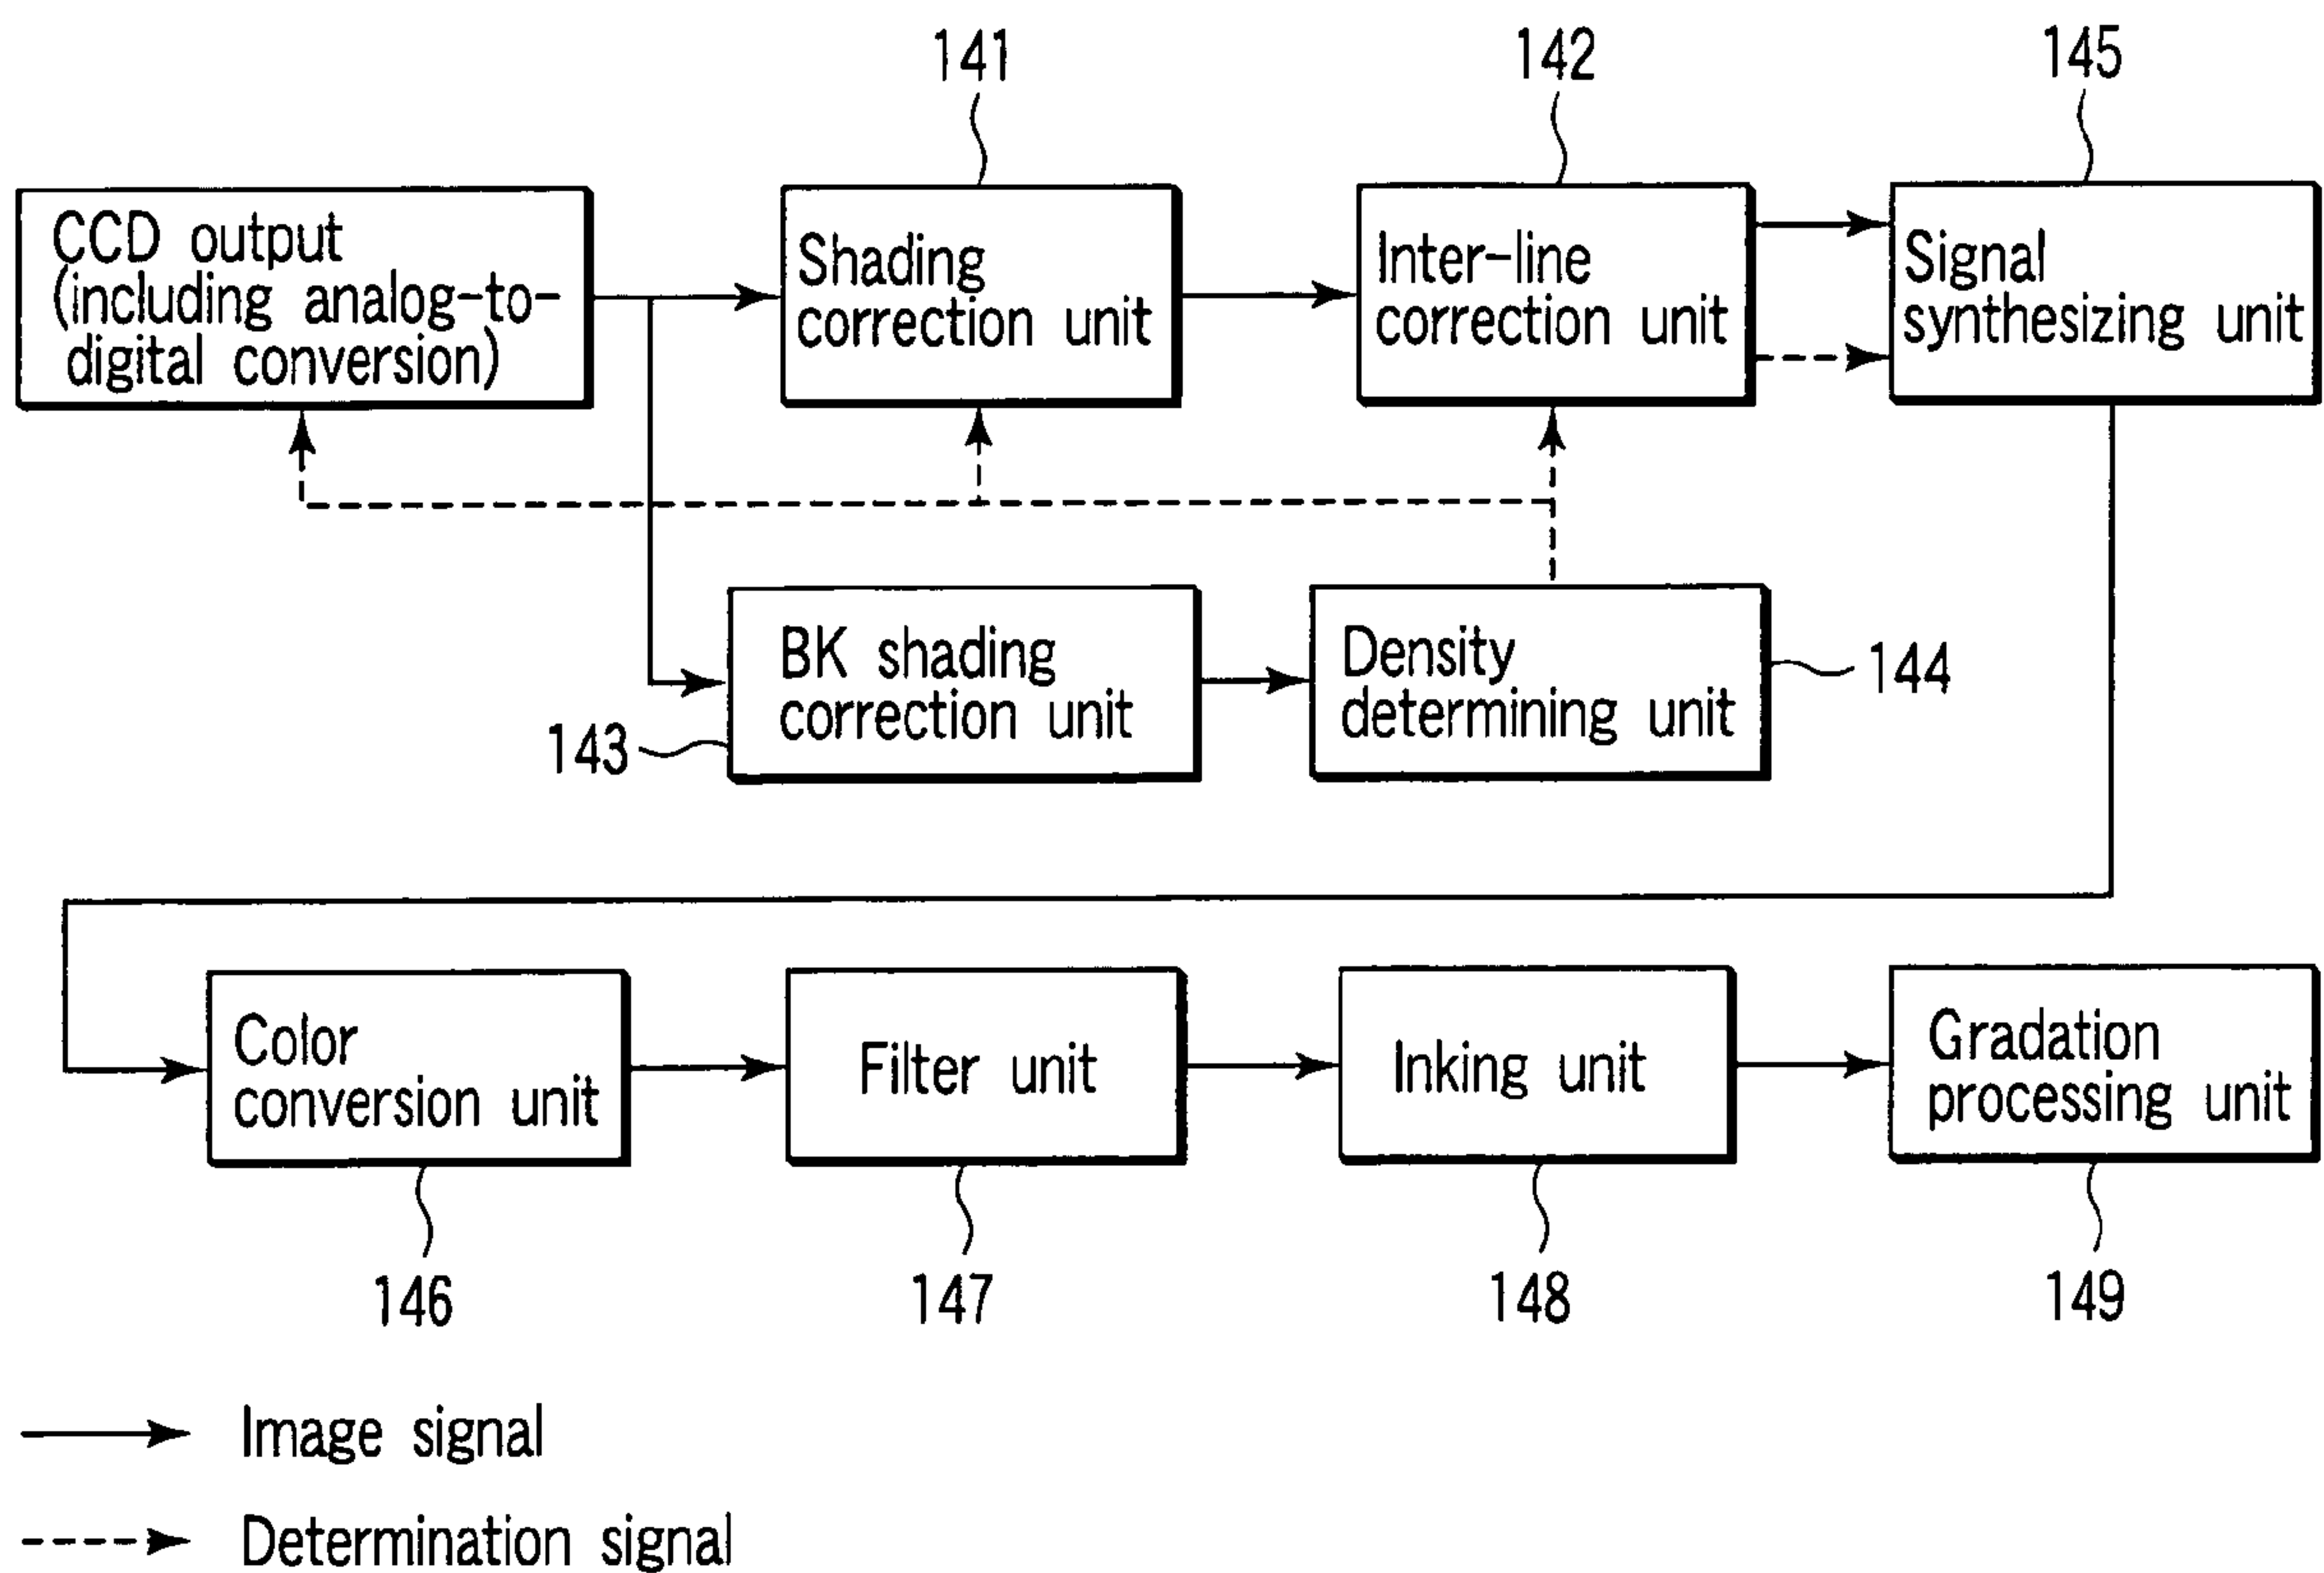 141
142
145
CCD output
(including analog-to-
digital conversion)
Shading
correction unit
Inter-line
correction unit
Signal
synthesizing unit
BK shading
correction unit
143
Density
determining unit
144
Color
conversion unit
Filter unit
Inking unit
Gradation
processing unit
146
147
148
149
Image signal
Determination signal